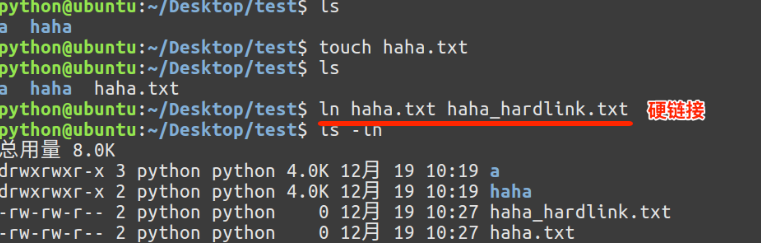 python@ubuntu:~/Desktop/test$ ls
a  haha
python@ubuntu:~/Desktop/test$ touch haha.txt
python@ubuntu:~/Desktop/test$ ls
a  haha  haha.txt
python@ubuntu:~/Desktop/test$ ln haha.txt haha_hardlink.txt 硬链接
python@ubuntu:~/Desktop/test$ ls -lh
总用量 8.0K
drwxrwxr-x 3 python python 4.0K 12月 19 10:19 a
drwxrwxr-x 2 python python 4.0K 12月 19 10:19 haha
-rw-rw-r-- 2 python python    0 12月 19 10:27 haha_hardlink.txt
-rw-rw-r-- 2 python python    0 12月 19 10:27 haha.txt